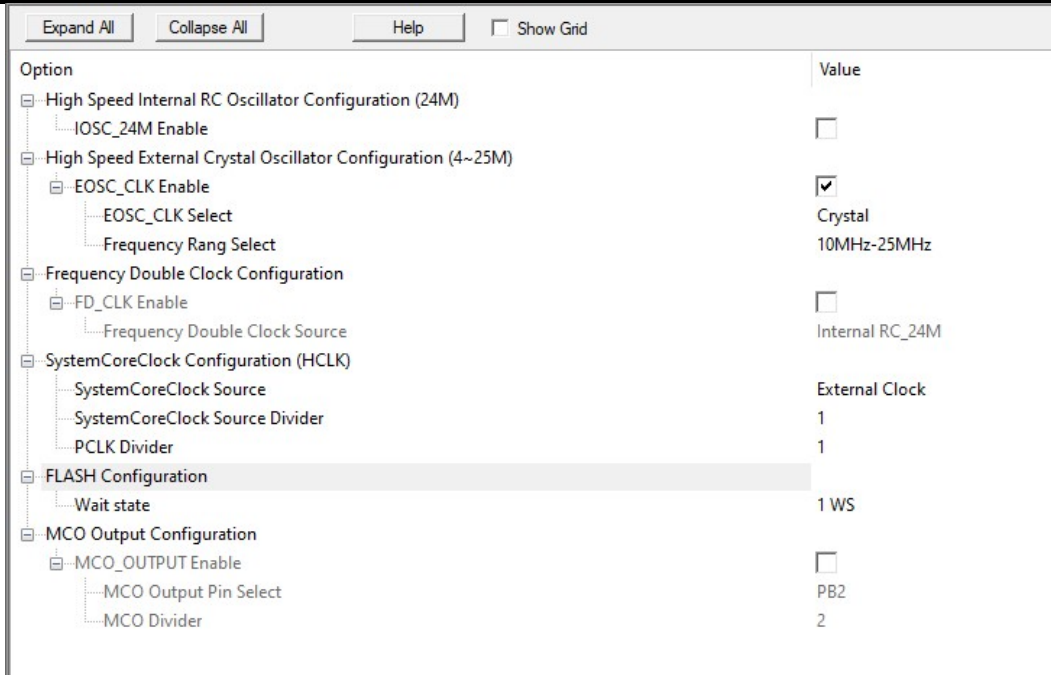 Expand All Collapse All Help Show Grid
Option Value
High Speed Internal RC Oscillator Configuration (24M)
IOSC_24M Enable
High Speed External Crystal Oscillator Configuration (4~25M)
EOSC_CLK Enable
EOSC_CLK Select Crystal
Frequency Rang Select 10MHz-25MHz
Frequency Double Clock Configuration
FD_CLK Enable
Frequency Double Clock Source Internal RC_24M
SystemCoreClock Configuration (HCLK)
SystemCoreClock Source External Clock
SystemCoreClock Source Divider 1
PCLK Divider 1
FLASH Configuration
Wait state 1 WS
MCO Output Configuration
MCO_OUTPUT Enable
MCO Output Pin Select PB2
MCO Divider 2